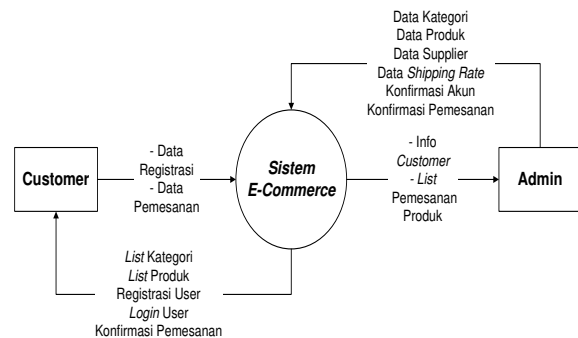 Data Kategori
Data Produk
Data Supplier
Data Shipping Rate
Konfirmasi Akun
Konfirmasi Pemesanan
Customer
- Data
Registrasi
- Data
Pemesanan
Sistem
E-Commerce
- Info
Customer
- List
Pemesanan
Produk
Admin
List Kategori
List Produk
Registrasi User
Login User
Konfirmasi Pemesanan